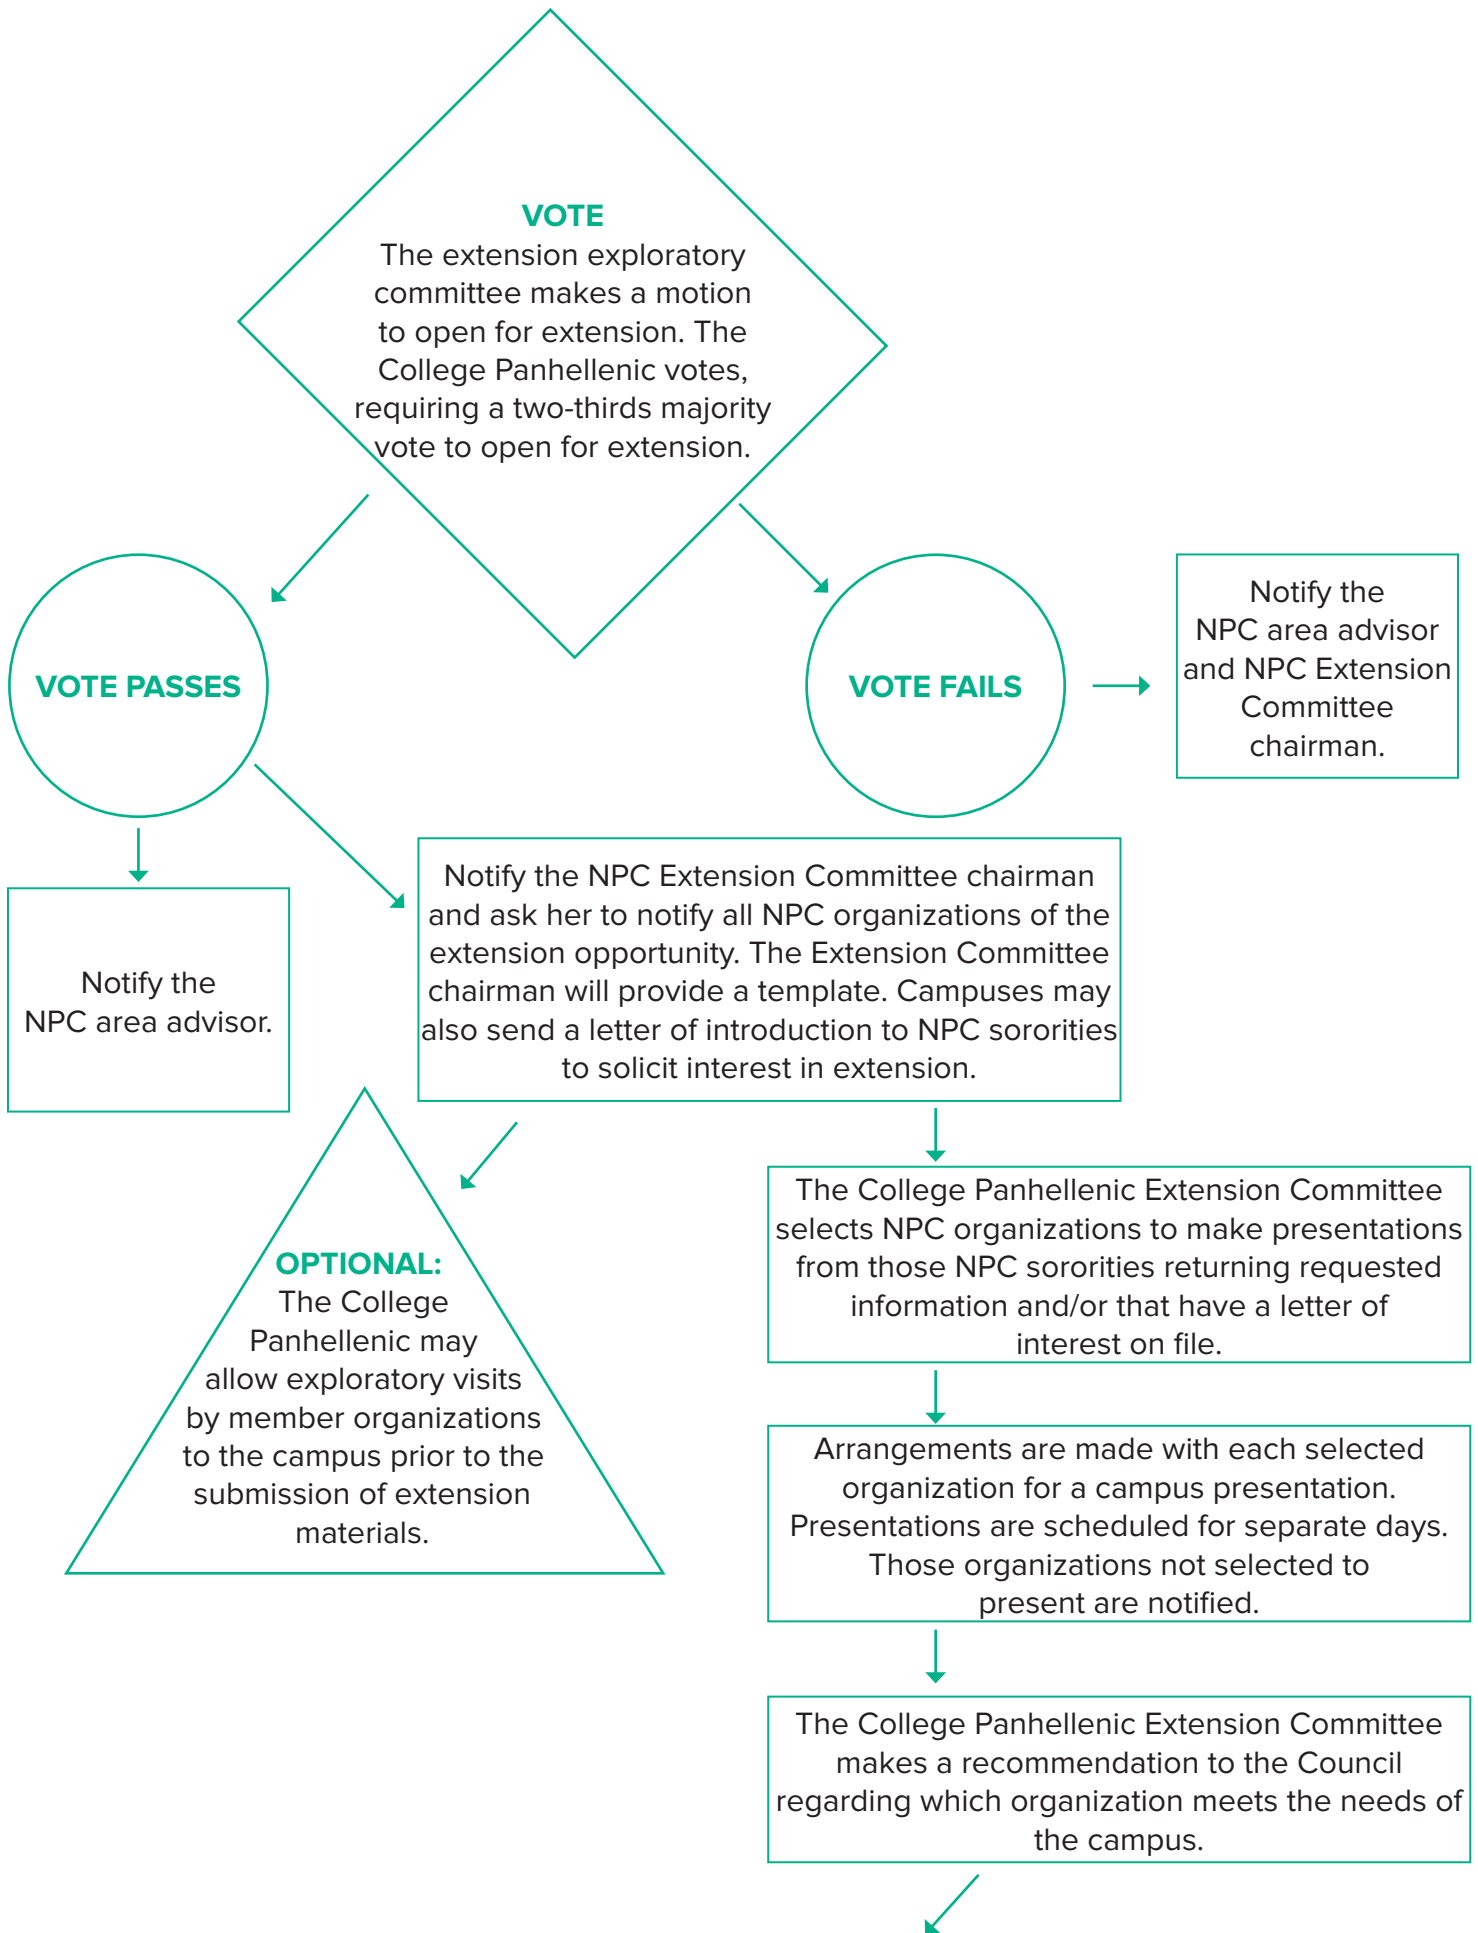 VOTE
The extension exploratory
committee makes a motion
to open for extension. The
College Panhellenic votes,
requiring a two-thirds majority
vote to open for extension.
VOTE PASSES
VOTE FAILS
Notify the
NPC area advisor
and NPC Extension
Committee
chairman.
Notify the
NPC area advisor.
Notify the NPC Extension Committee chairman
and ask her to notify all NPC organizations of the
extension opportunity. The Extension Committee
chairman will provide a template. Campuses may
also send a letter of introduction to NPC sororities
to solicit interest in extension.
OPTIONAL:
The College
Panhellenic may
allow exploratory visits
by member organizations
to the campus prior to the
submission of extension
materials.
The College Panhellenic Extension Committee
selects NPC organizations to make presentations
from those NPC sororities returning requested
information and/or that have a letter of
interest on file.
Arrangements are made with each selected
organization for a campus presentation.
Presentations are scheduled for separate days.
Those organizations not selected to
present are notified.
The College Panhellenic Extension Committee
makes a recommendation to the Council
regarding which organization meets the needs of
the campus.